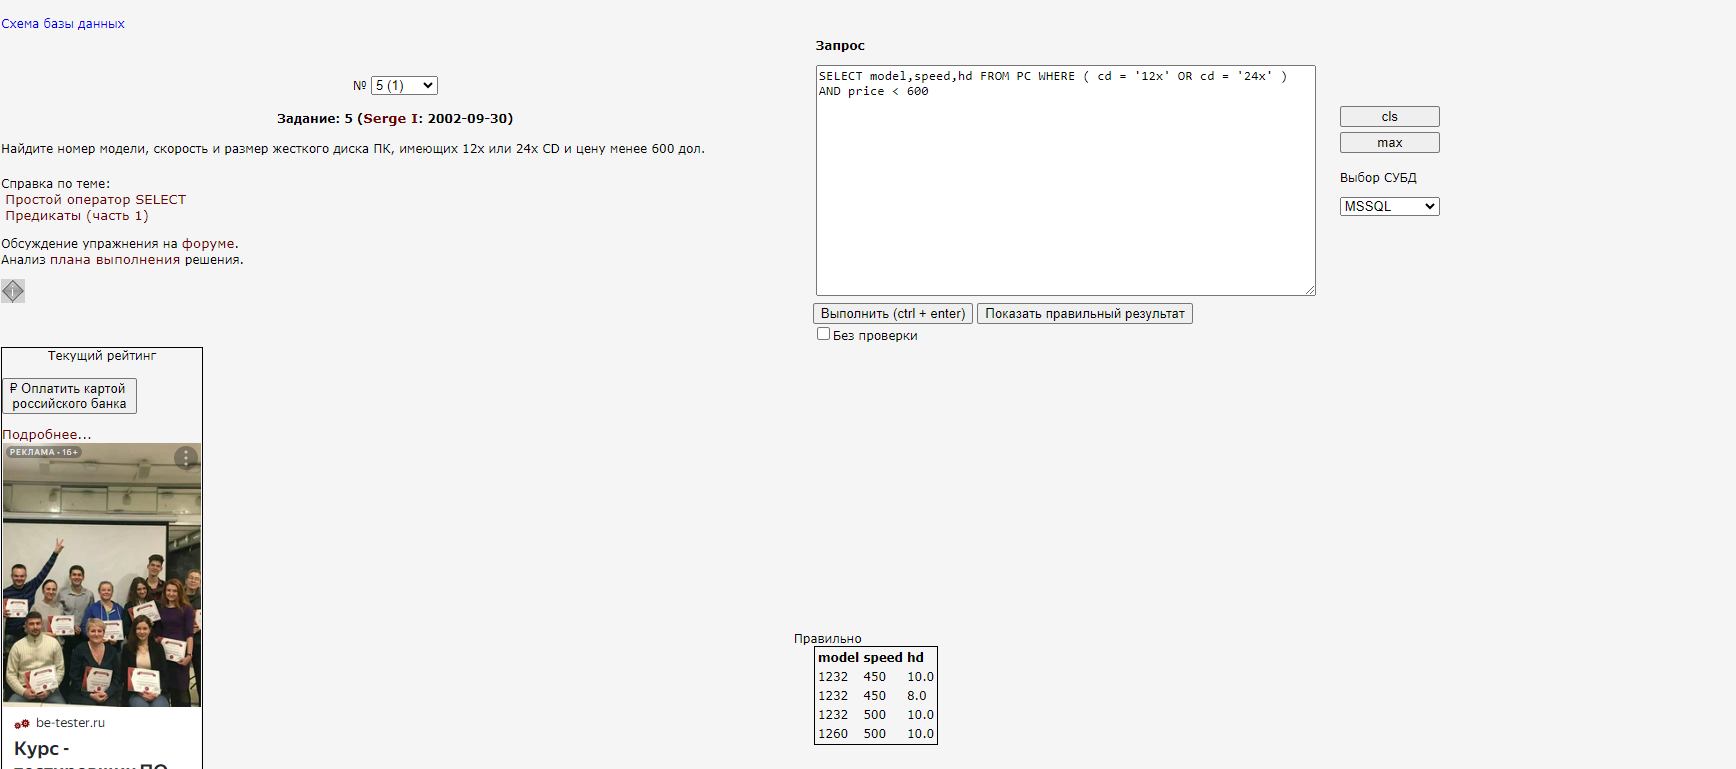 Схема базы данных
№ 5 (1)
Задание: 5 (Serge I: 2002-09-30)
Найдите номер модели, скорость и размер жесткого диска ПК, имеющих 12x или 24x CD и цену менее 600 дол.
Справка по теме:
Простой оператор SELECT
Предикаты (часть 1)
Обсуждение упражнения на форуме.
Анализ плана выполнения решения.
Текущий рейтинг
₽ Оплатить картой
российского банка
Подробнее...
РЕКЛАМА • 16+
be-tester.ru
Курс -
тестировщик ПО
Запрос
SELECT model,speed,hd FROM PC WHERE ( cd = '12x' OR cd = '24x' )
AND price < 600
cls
max
Выбор СУБД
MSSQL
Выполнить (ctrl + enter) Показать правильный результат
Без проверки
Правильно
model speed hd
1232 450 10.0
1232 450 8.0
1232 500 10.0
1260 500 10.0